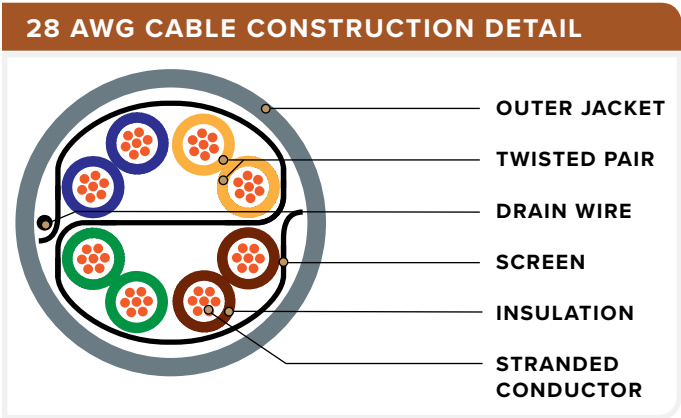 28 AWG CABLE CONSTRUCTION DETAIL
OUTER JACKET
TWISTED PAIR
DRAIN WIRE
SCREEN
INSULATION
STRANDED
CONDUCTOR